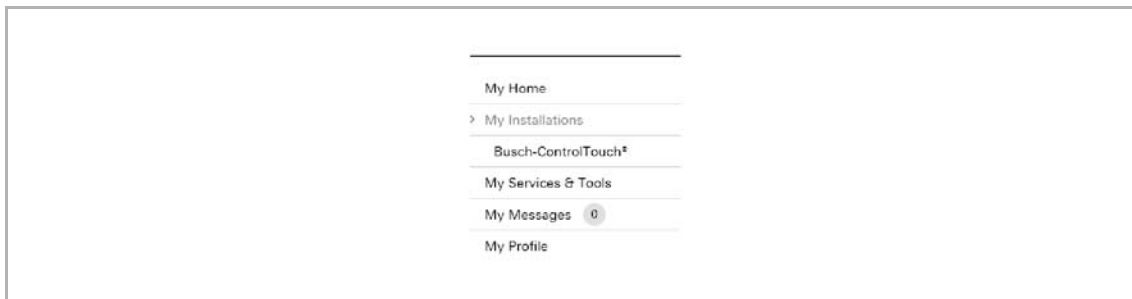 My Home
My Installations
Busch-ControlTouch®
My Services & Tools
My Messages 0
My Profile